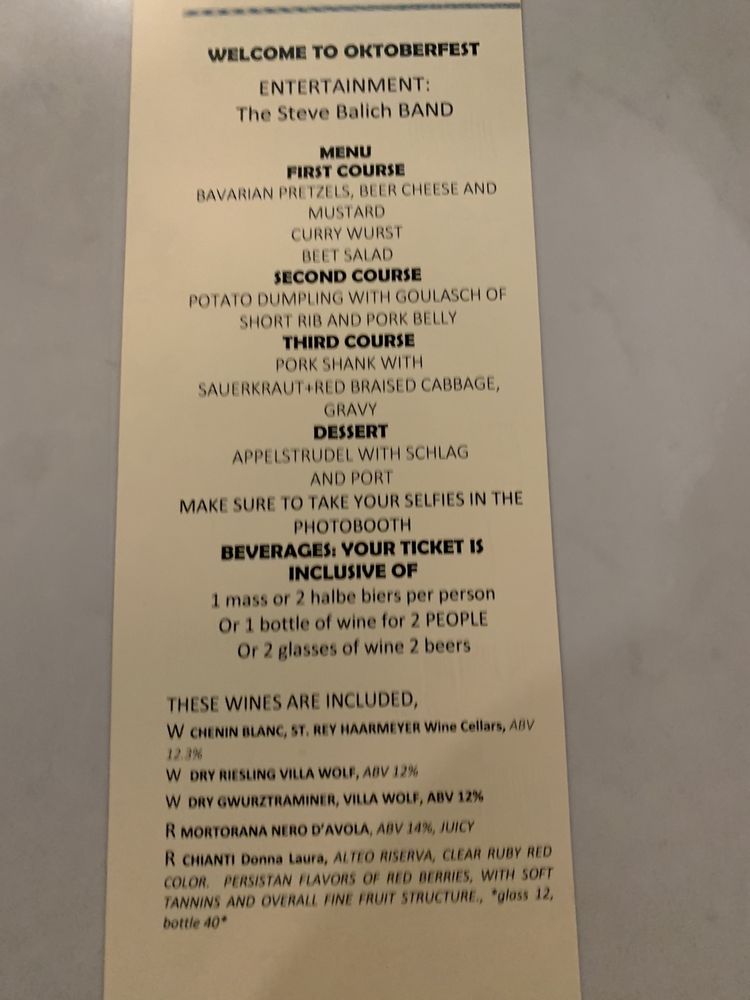 WELCOME TO OKTOBERFEST
ENTERTAINMENT:
The Steve Balich BAND
MENU
FIRST COURSE
BAVARIAN PRETZELS, BEER CHEESE AND
MUSTARD
CURRY WURST
BEET SALAD
SECOND COURSE
POTATO DUMPLING WITH GOULASCH OF
SHORT RIB AND PORK BELLY
THIRD COURSE
PORK SHANK WITH
SAUERKRAUT+RED BRAISED CABBAGE,
GRAVY
DESSERT
APPELSTRUDEL WITH SCHLAG
AND PORT
MAKE SURE TO TAKE YOUR SELFIES IN THE
PHOTOBOOTH
BEVERAGES: YOUR TICKET IS
INCLUSIVE OF
1 mass or 2 halbe biers per person
Or 1 bottle of wine for 2 PEOPLE
Or 2 glasses of wine 2 beers
THESE WINES ARE INCLUDED,
W CHENIN BLANC, ST. REY HAARMEYER Wine Cellars, ABV
12.3%
W DRY RIESLING VILLA WOLF, ABV 12%
W DRY GWURZTRAMINER, VILLA WOLF, ABV 12%
R MORTORANA NERO D'AVOLA, ABV 14%, JUICY
R CHIANTI Donna Laura, ALTEO RISERVA, CLEAR RUBY RED
COLOR. PERSISTAN FLAVORS OF RED BERRIES, WITH SOFT
TANNINS AND OVERALL FINE FRUIT STRUCTURE., *glass 12,
bottle 40*